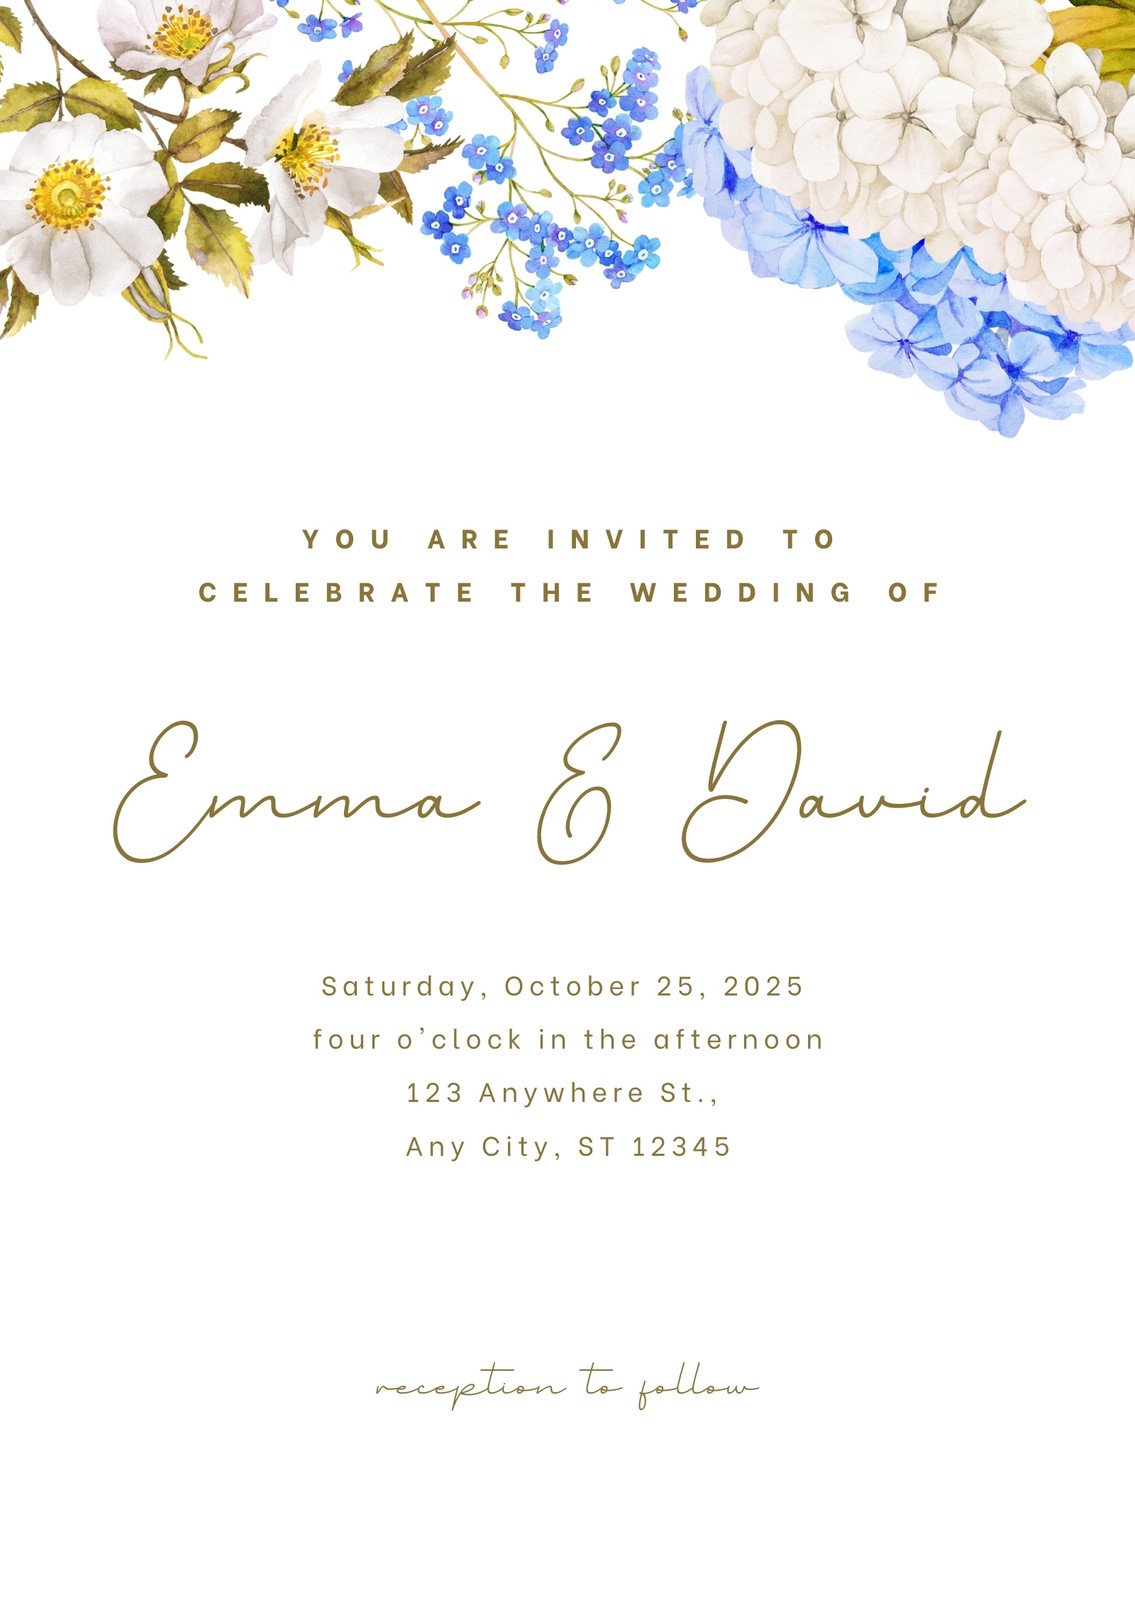 YOU ARE INVITED TO
CELEBRATE THE WEDDING OF
Emma & David
Saturday, October 25, 2025
four o'clock in the afternoon
123 Anywhere St.,
Any City, ST 12345
reception to follow